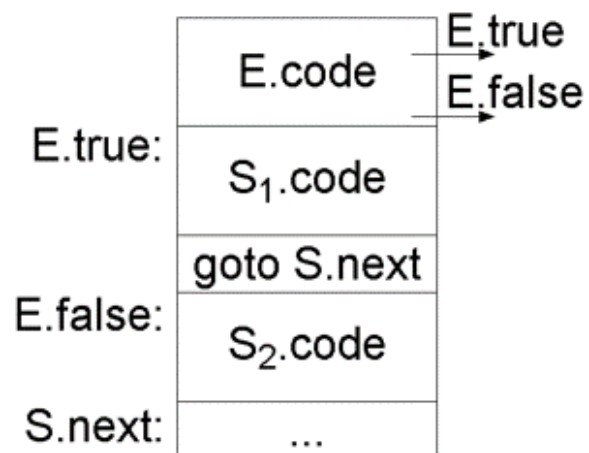 E.true
E.code
E.false
E.true:
S₁.code
goto S.next
E.false:
S₂.code
S.next:
...